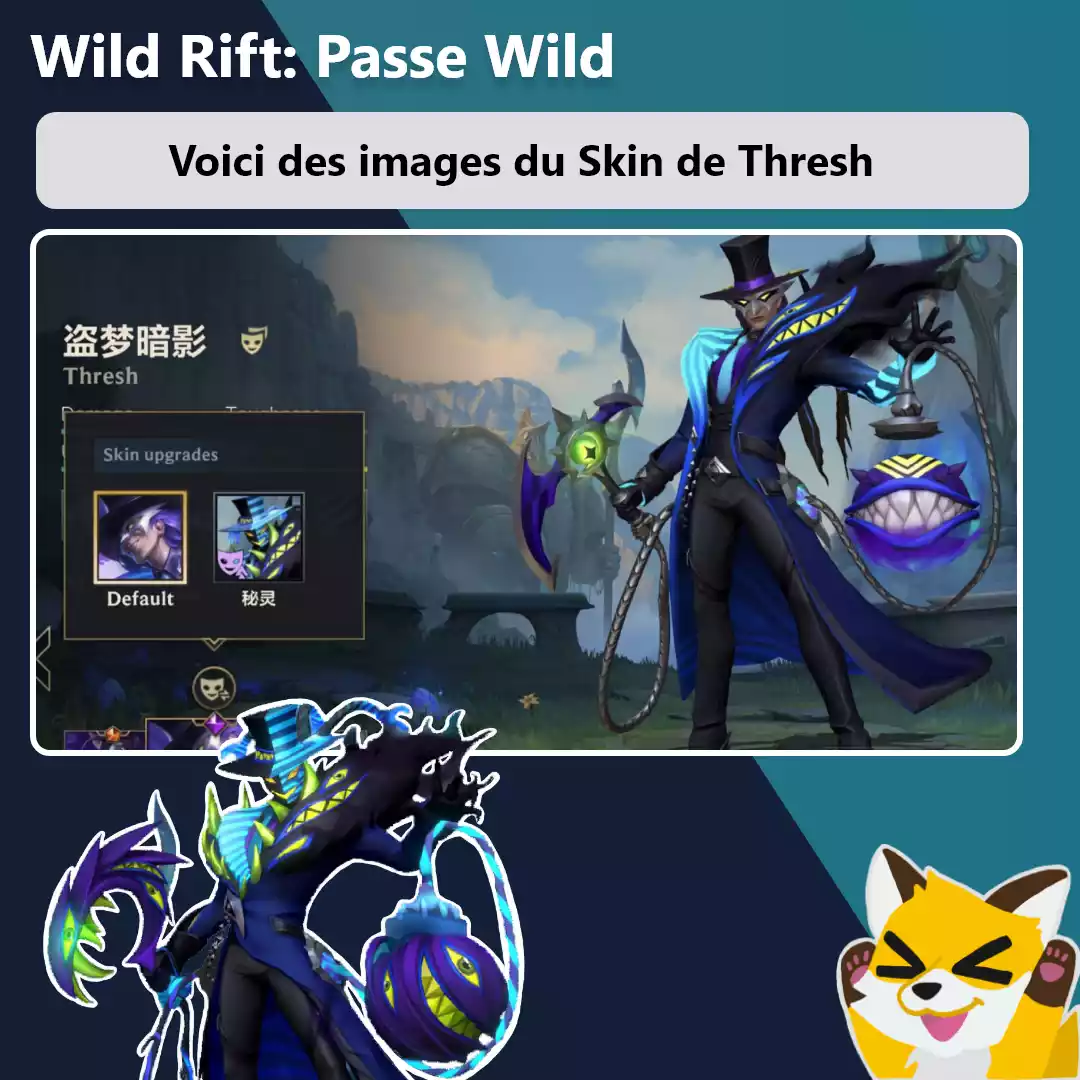 Wild Rift: Passe Wild
Voici des images du Skin de Thresh
盗梦暗影
Thresh
Skin upgrades
Default
秘灵